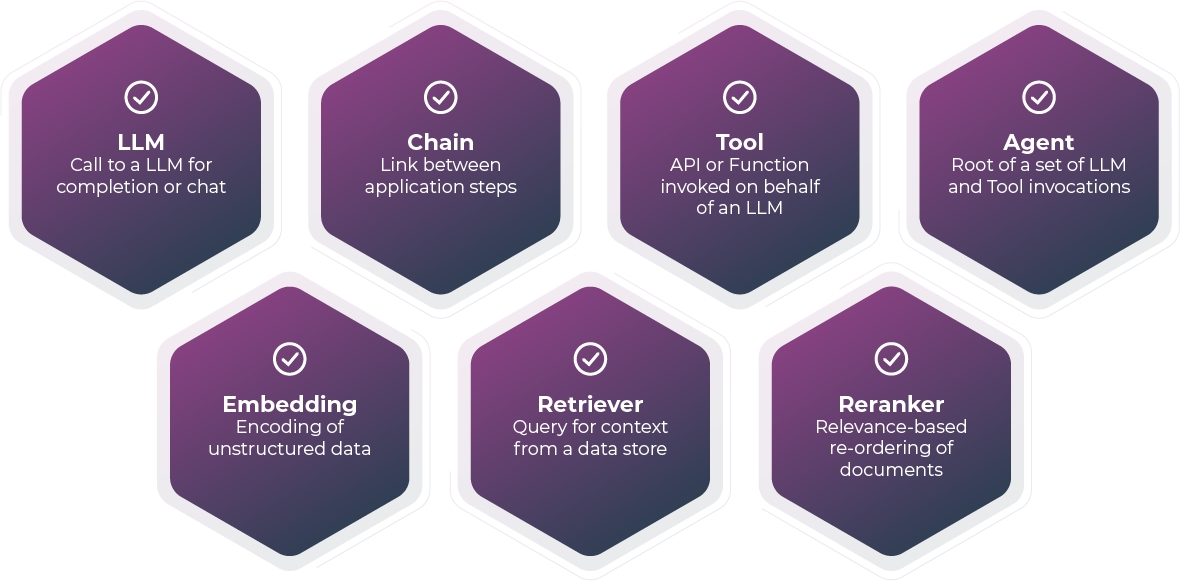 LLM
Call to a LLM for
completion or chat
Chain
Link between
application steps
Tool
API or Function
invoked on behalf
of an LLM
Agent
Root of a set of LLM
and Tool invocations
Embedding
Encoding of
unstructured data
Retriever
Query for context
from a data store
Reranker
Relevance-based
re-ordering of
documents